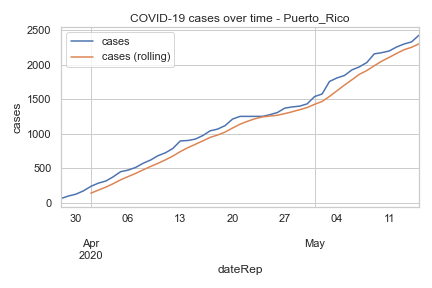 COVID-19 cases over time - Puerto_Rico
cases
cases (rolling)
2500
2000
1500
1000
500
0
cases
30 06 13 20 27 04 11
Apr May
2020
dateRep